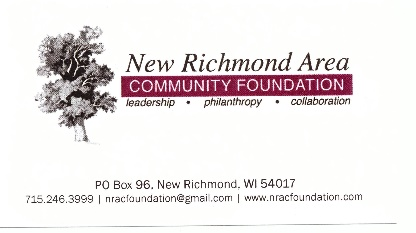 New Richmond Area
COMMUNITY FOUNDATION
leadership • philanthropy • collaboration
PO Box 96, New Richmond, WI 54017
715.246.3999 | nracfoundation@gmail.com | www.nracfoundation.com